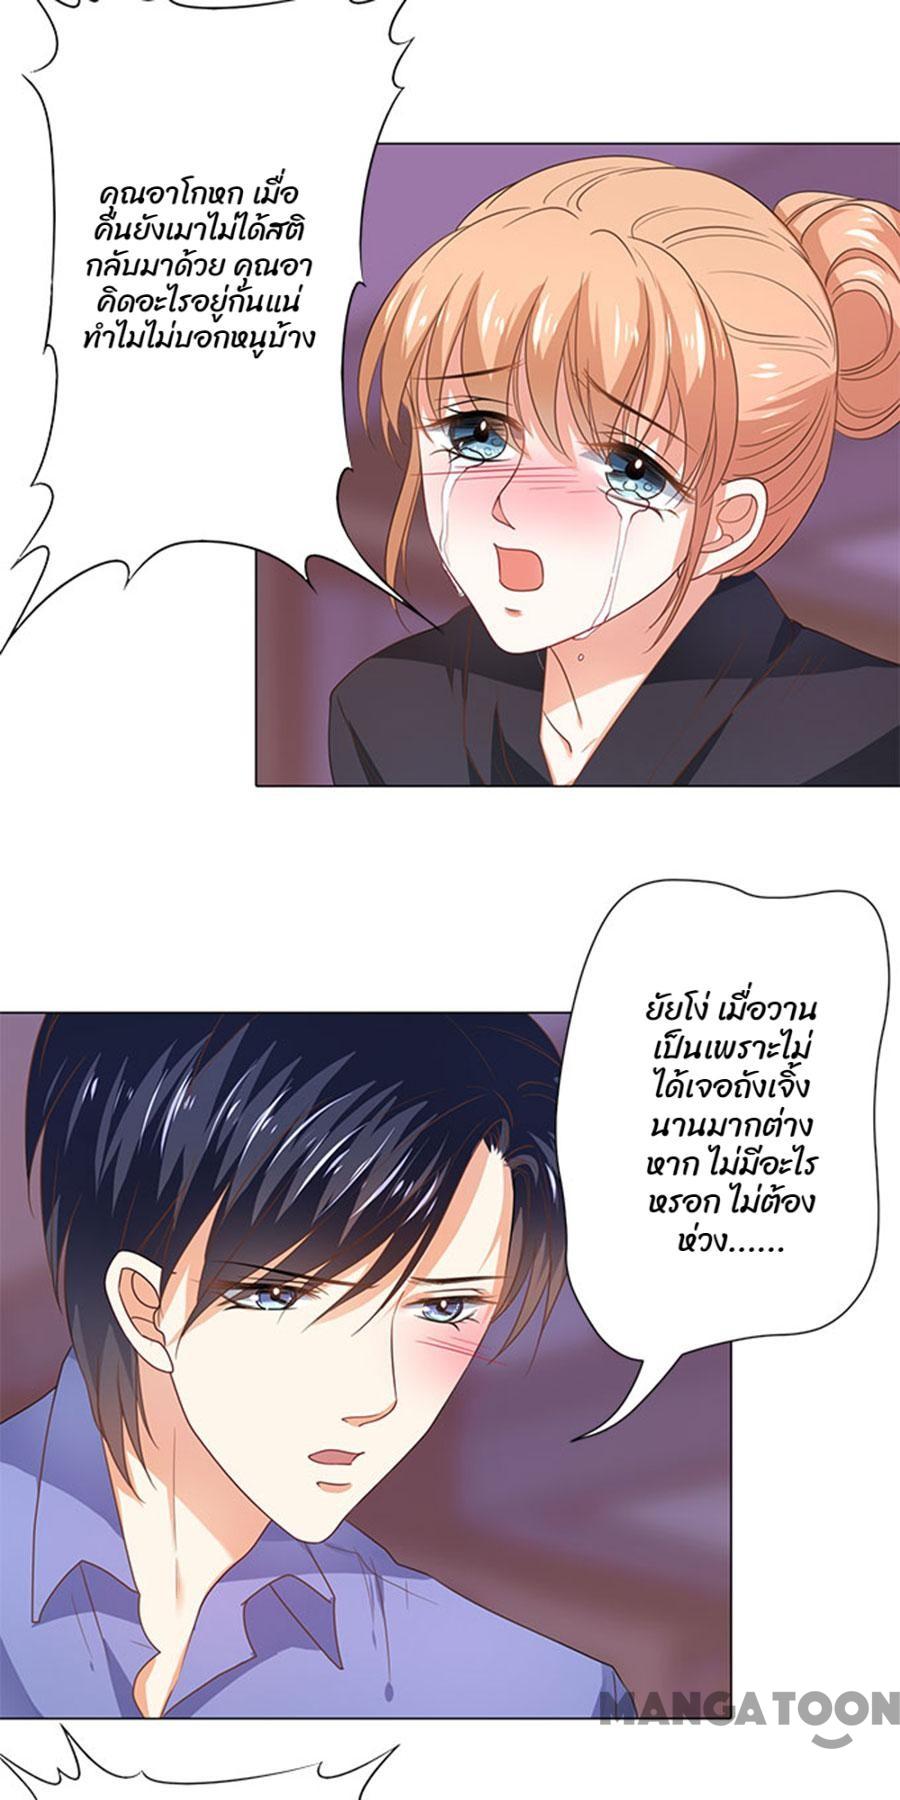 คุณอาโกหก เมื่อ
คืนยังเมาไม่ได้สติ
กลับมาด้วย คุณอา
คิดอะไรอยู่กันแน่
ทำไมไม่บอกหนูบ้าง
ยัยโง่ เมื่อวาน
เป็นเพราะไม่
ได้เจอถังเจิ้ง
นานมากต่าง
หาก ไม่มีอะไร
หรอก ไม่ต้อง
ห่วง......
MANGATOON